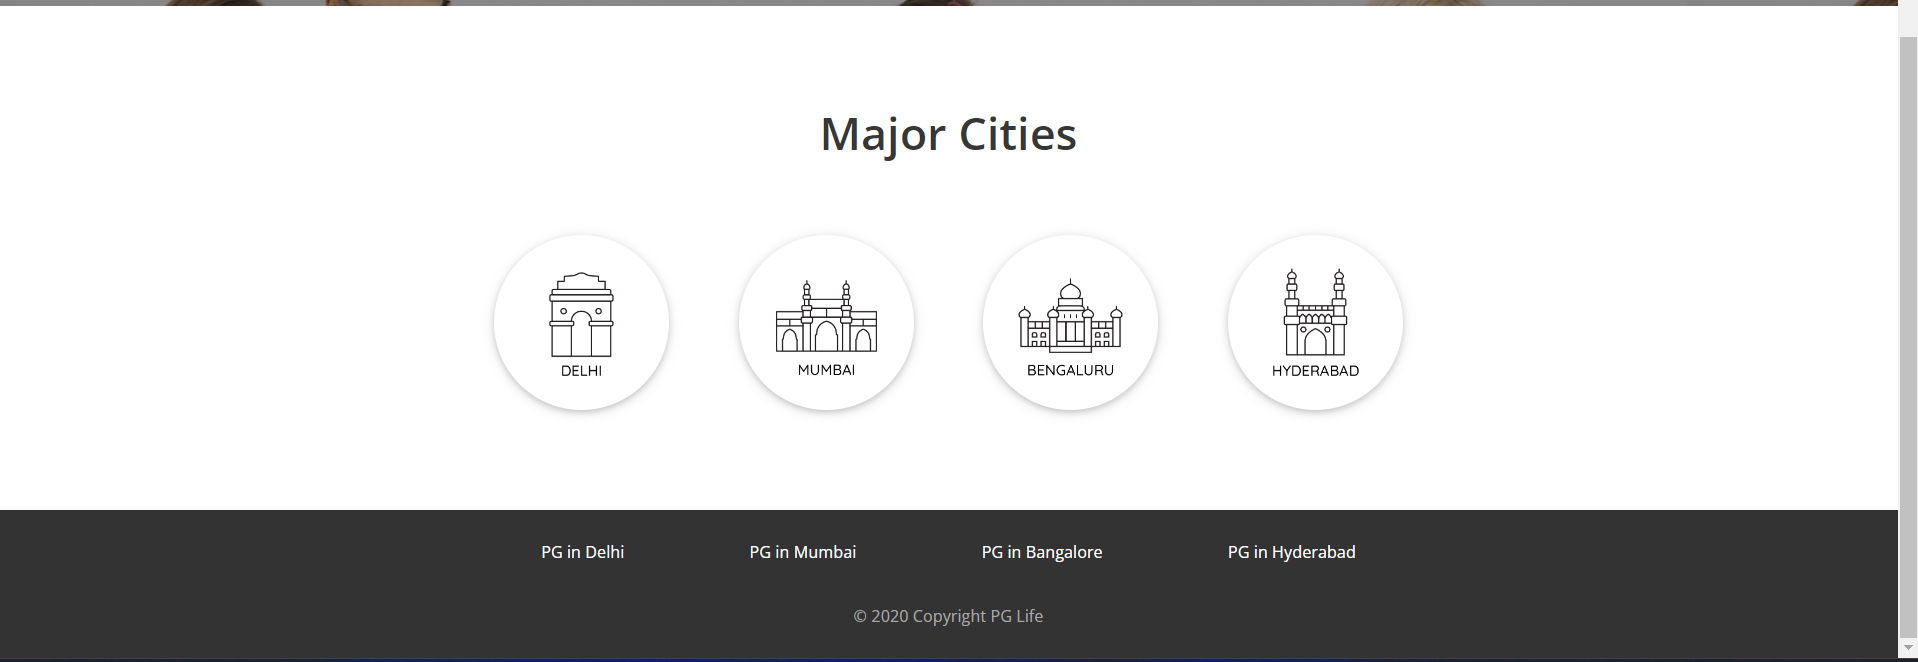 Major Cities
DELHI
MUMBAI
BENGALURU
HYDERABAD
PG in Delhi
PG in Mumbai
PG in Bangalore
PG in Hyderabad
© 2020 Copyright PG Life